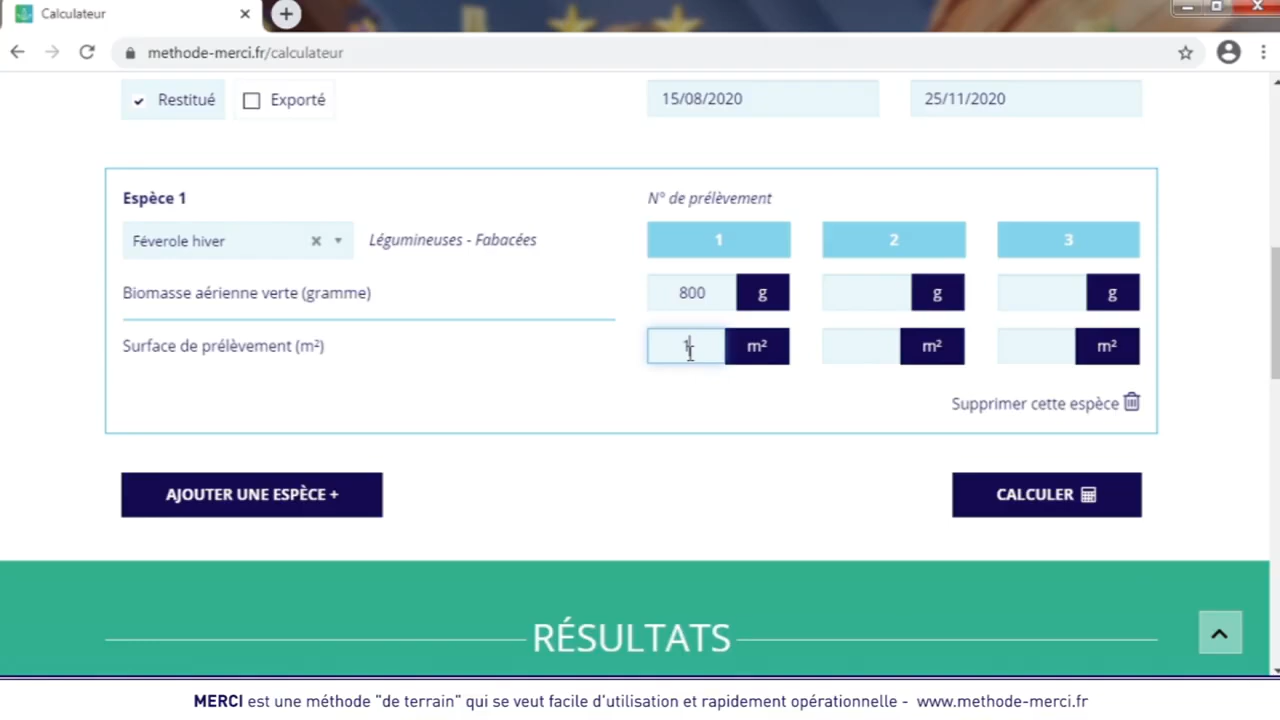 Calculateur
methode-merci.fr/calculateur
Restitué Exporté 15/08/2020 25/11/2020
Espèce 1 N° de prélèvement
Féverole hiver Légumineuses - Fabacées 1 2 3
Biomasse aérienne verte (gramme) 800 g g g
Surface de prélèvement (m²) 1 m² m² m²
Supprimer cette espèce
AJOUTER UNE ESPÈCE + CALCULER
RÉSULTATS
MERCI est une méthode "de terrain" qui se veut facile d'utilisation et rapidement opérationnelle - www.methode-merci.fr